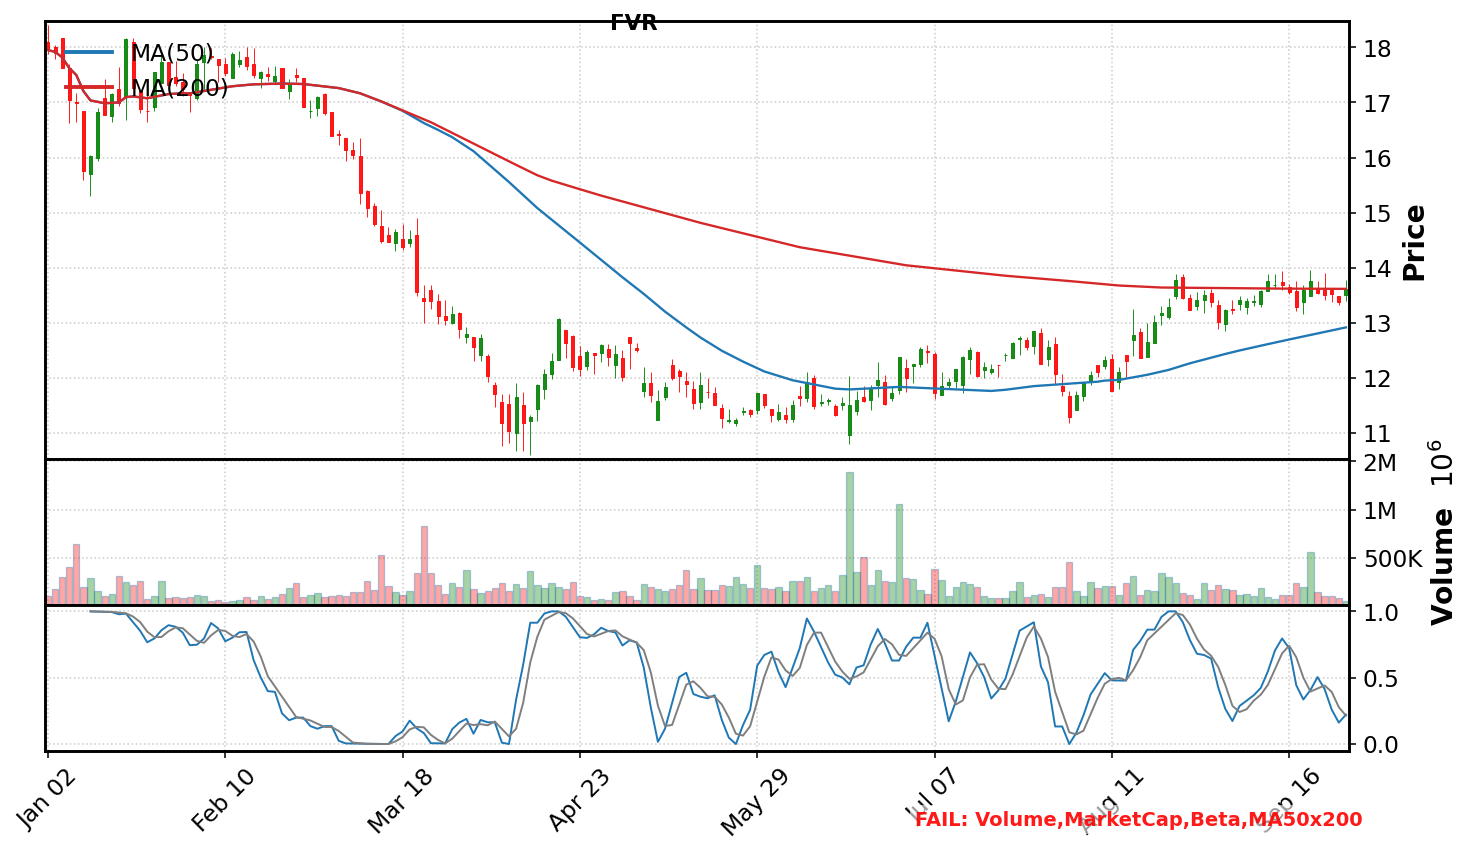 FVR
MA(50)
MA(200)
18
17
16
15
14
13
12
11
Price
2M
1M
500K
Volume 10⁶
1.0
0.5
0.0
Jan 02
Feb 10
Mar 18
Apr 23
May 29
Jul 07
Aug 11
Sep 16
FAIL: Volume,MarketCap,Beta,MA50x200